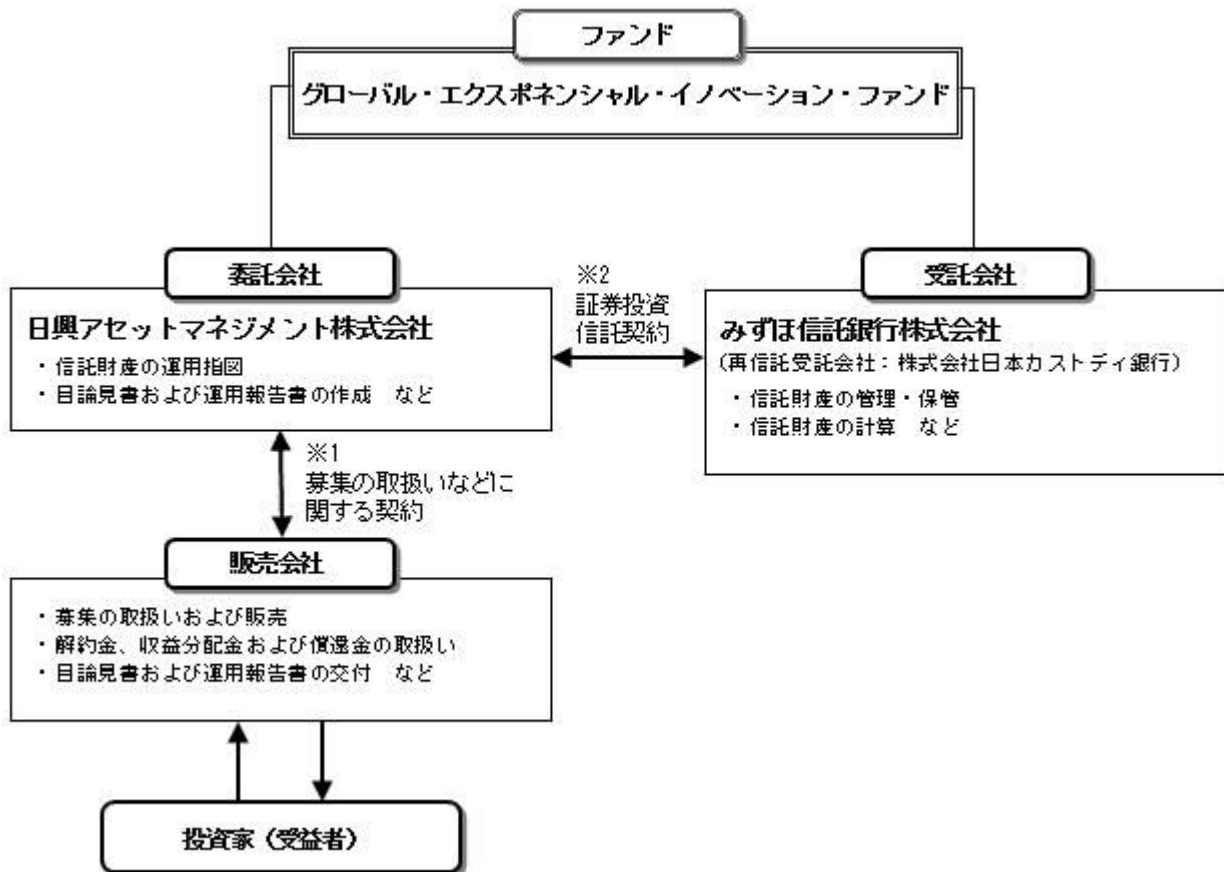 ファンド
グローバル・エクスポネンシャル・イノベーション・ファンド
委託会社
日興アセットマネジメント株式会社
・信託財産の運用指図
・目論見書および運用報告書の作成　など
※2
証券投資
信託契約
受託会社
みずほ信託銀行株式会社
(再信託受託会社：株式会社日本カストディ銀行)
・信託財産の管理・保管
・信託財産の計算　など
※1
募集の取扱いなどに
関する契約
販売会社
・募集の取扱いおよび販売
・解約金、収益分配金および償還金の取扱い
・目論見書および運用報告書の交付　など
投資家（受益者）